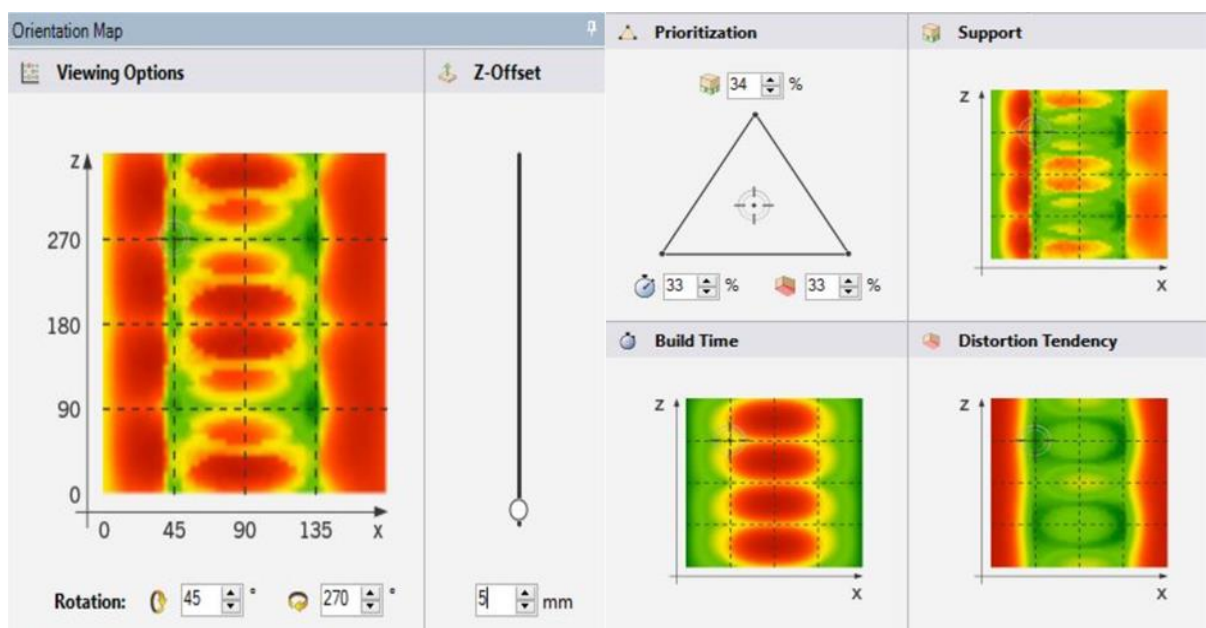 Orientation Map
Viewing Options
Z-Offset
Z
270
180
90
0
0 45 90 135 X
Rotation: 45 ° 270 °
5 mm
Prioritization
34 %
33 % 33 %
Support
Z
X
Build Time
Z
X
Distortion Tendency
Z
X